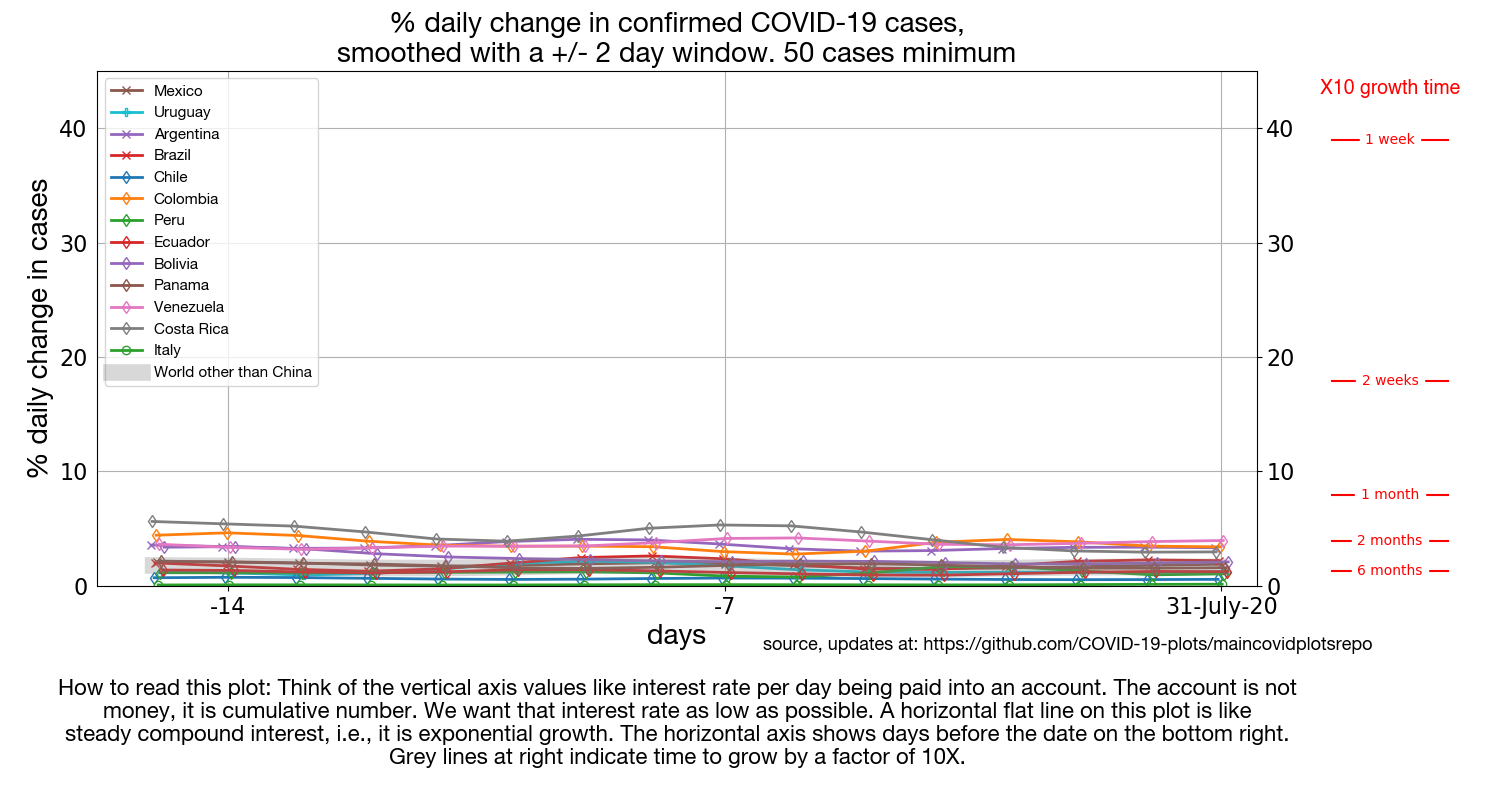 % daily change in confirmed COVID-19 cases,
smoothed with a +/- 2 day window. 50 cases minimum
% daily change in cases
40
30
20
10
0
Mexico
Uruguay
Argentina
Brazil
Chile
Colombia
Peru
Ecuador
Bolivia
Panama
Venezuela
Costa Rica
Italy
World other than China
40
30
20
10
0
X10 growth time
1 week
2 weeks
1 month
2 months
6 months
-14
-7
31-July-20
days
source, updates at: https://github.com/COVID-19-plots/maincovidplotsrepo
How to read this plot: Think of the vertical axis values like interest rate per day being paid into an account. The account is not
money, it is cumulative number. We want that interest rate as low as possible. A horizontal flat line on this plot is like
steady compound interest, i.e., it is exponential growth. The horizontal axis shows days before the date on the bottom right.
Grey lines at right indicate time to grow by a factor of 10X.